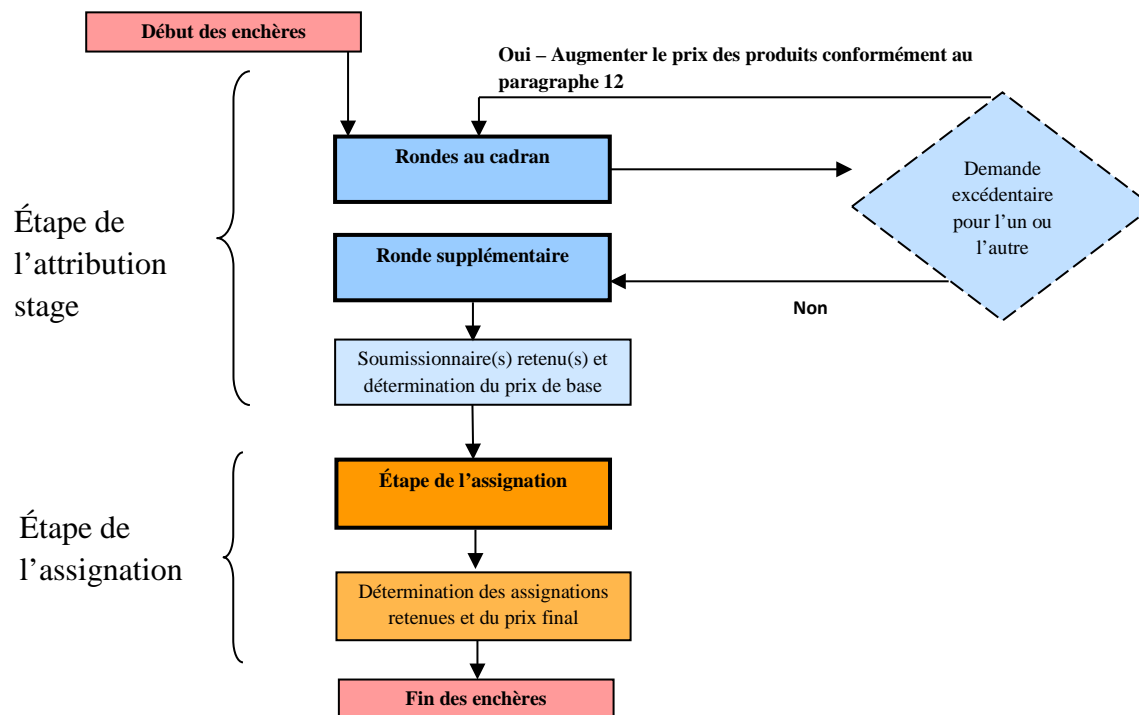 Début des enchères
Oui – Augmenter le prix des produits conformément au
paragraphe 12
Rondes au cadran
Demande
excédentaire
pour l’un ou
l’autre
Étape de
l’attribution
stage
Ronde supplémentaire
Non
Soumissionnaire(s) retenu(s) et
détermination du prix de base
Étape de l’assignation
Étape de
l’assignation
Détermination des assignations
retenues et du prix final
Fin des enchères